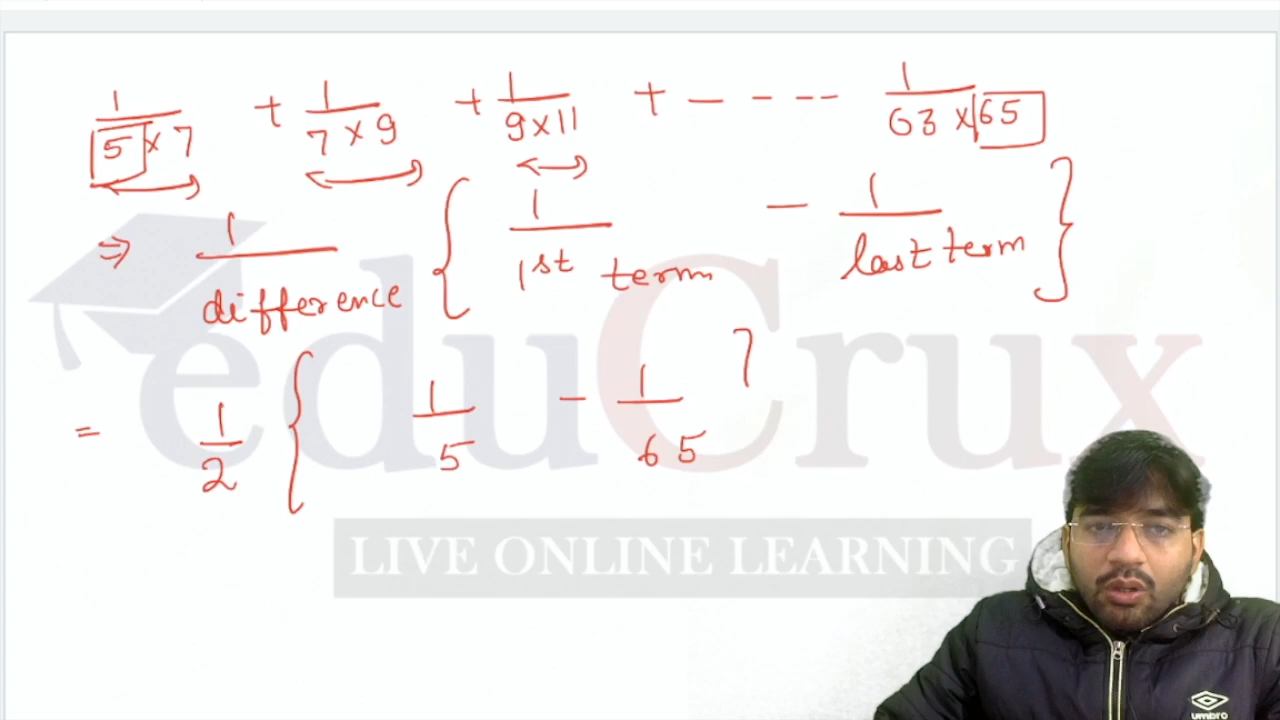 1/(5×7) + 1/(7×9) + 1/(9×11) + – – – – 1/(63×65)
⇒ 1/difference { 1/1st term – 1/last term }
= 1/2 { 1/5 – 1/65 }
eduCrux
LIVE ONLINE LEARNING
umbro